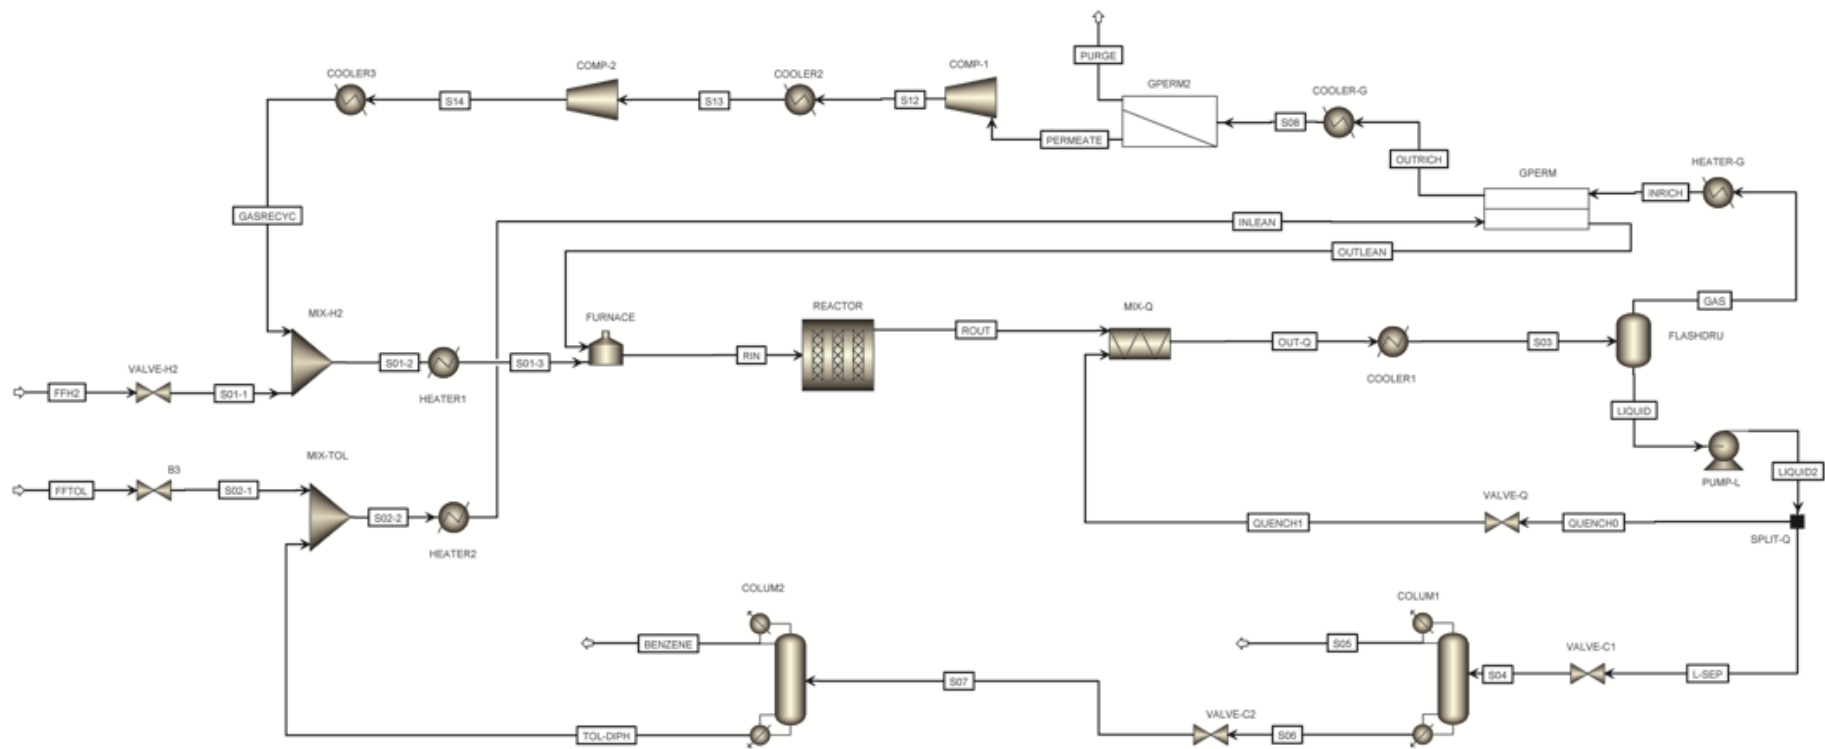 PURGE
COMP-2
COMP-1
COOLER3
COOLER2
GPERM2
COOLER-G
S14
S13
S12
S08
PERMEATE
OUTRICH
GPERM
HEATER-G
INRICH
GASRECYC
INLEAN
OUTLEAN
GAS
MIX-H2
FURNACE
REACTOR
MIX-Q
FLASHDRU
ROUT
OUT-Q
S03
RIN
VALVE-H2
S01-2
S01-3
COOLER1
FFH2
S01-1
HEATER1
LIQUID
MIX-TOL
B3
LIQUID2
PUMP-L
FFTOL
S02-1
S02-2
VALVE-Q
QUENCH1
QUENCH0
HEATER2
SPLIT-Q
COLUM2
COLUM1
BENZENE
S05
VALVE-C1
S04
L-SEP
S07
VALVE-C2
TOL-DIPH
S06